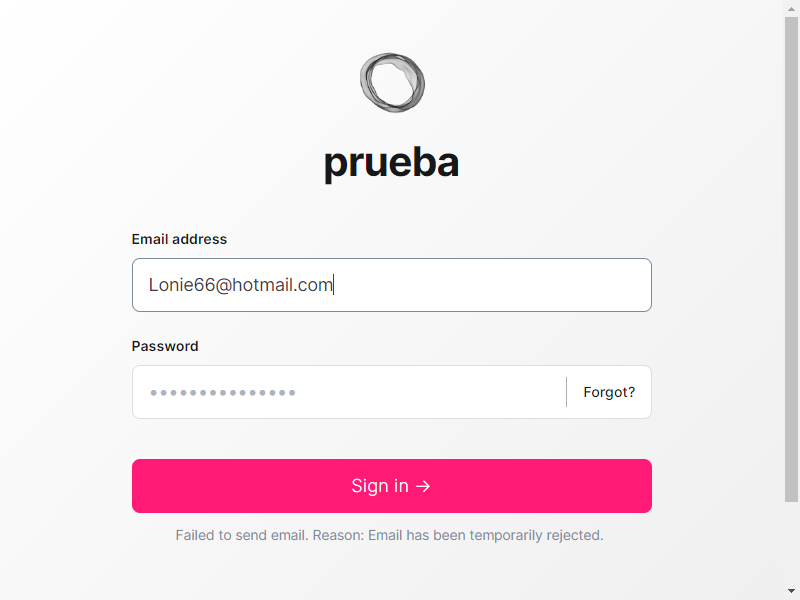 prueba
Email address
Lonie66@hotmail.com
Password
Forgot?
Sign in →
Failed to send email. Reason: Email has been temporarily rejected.